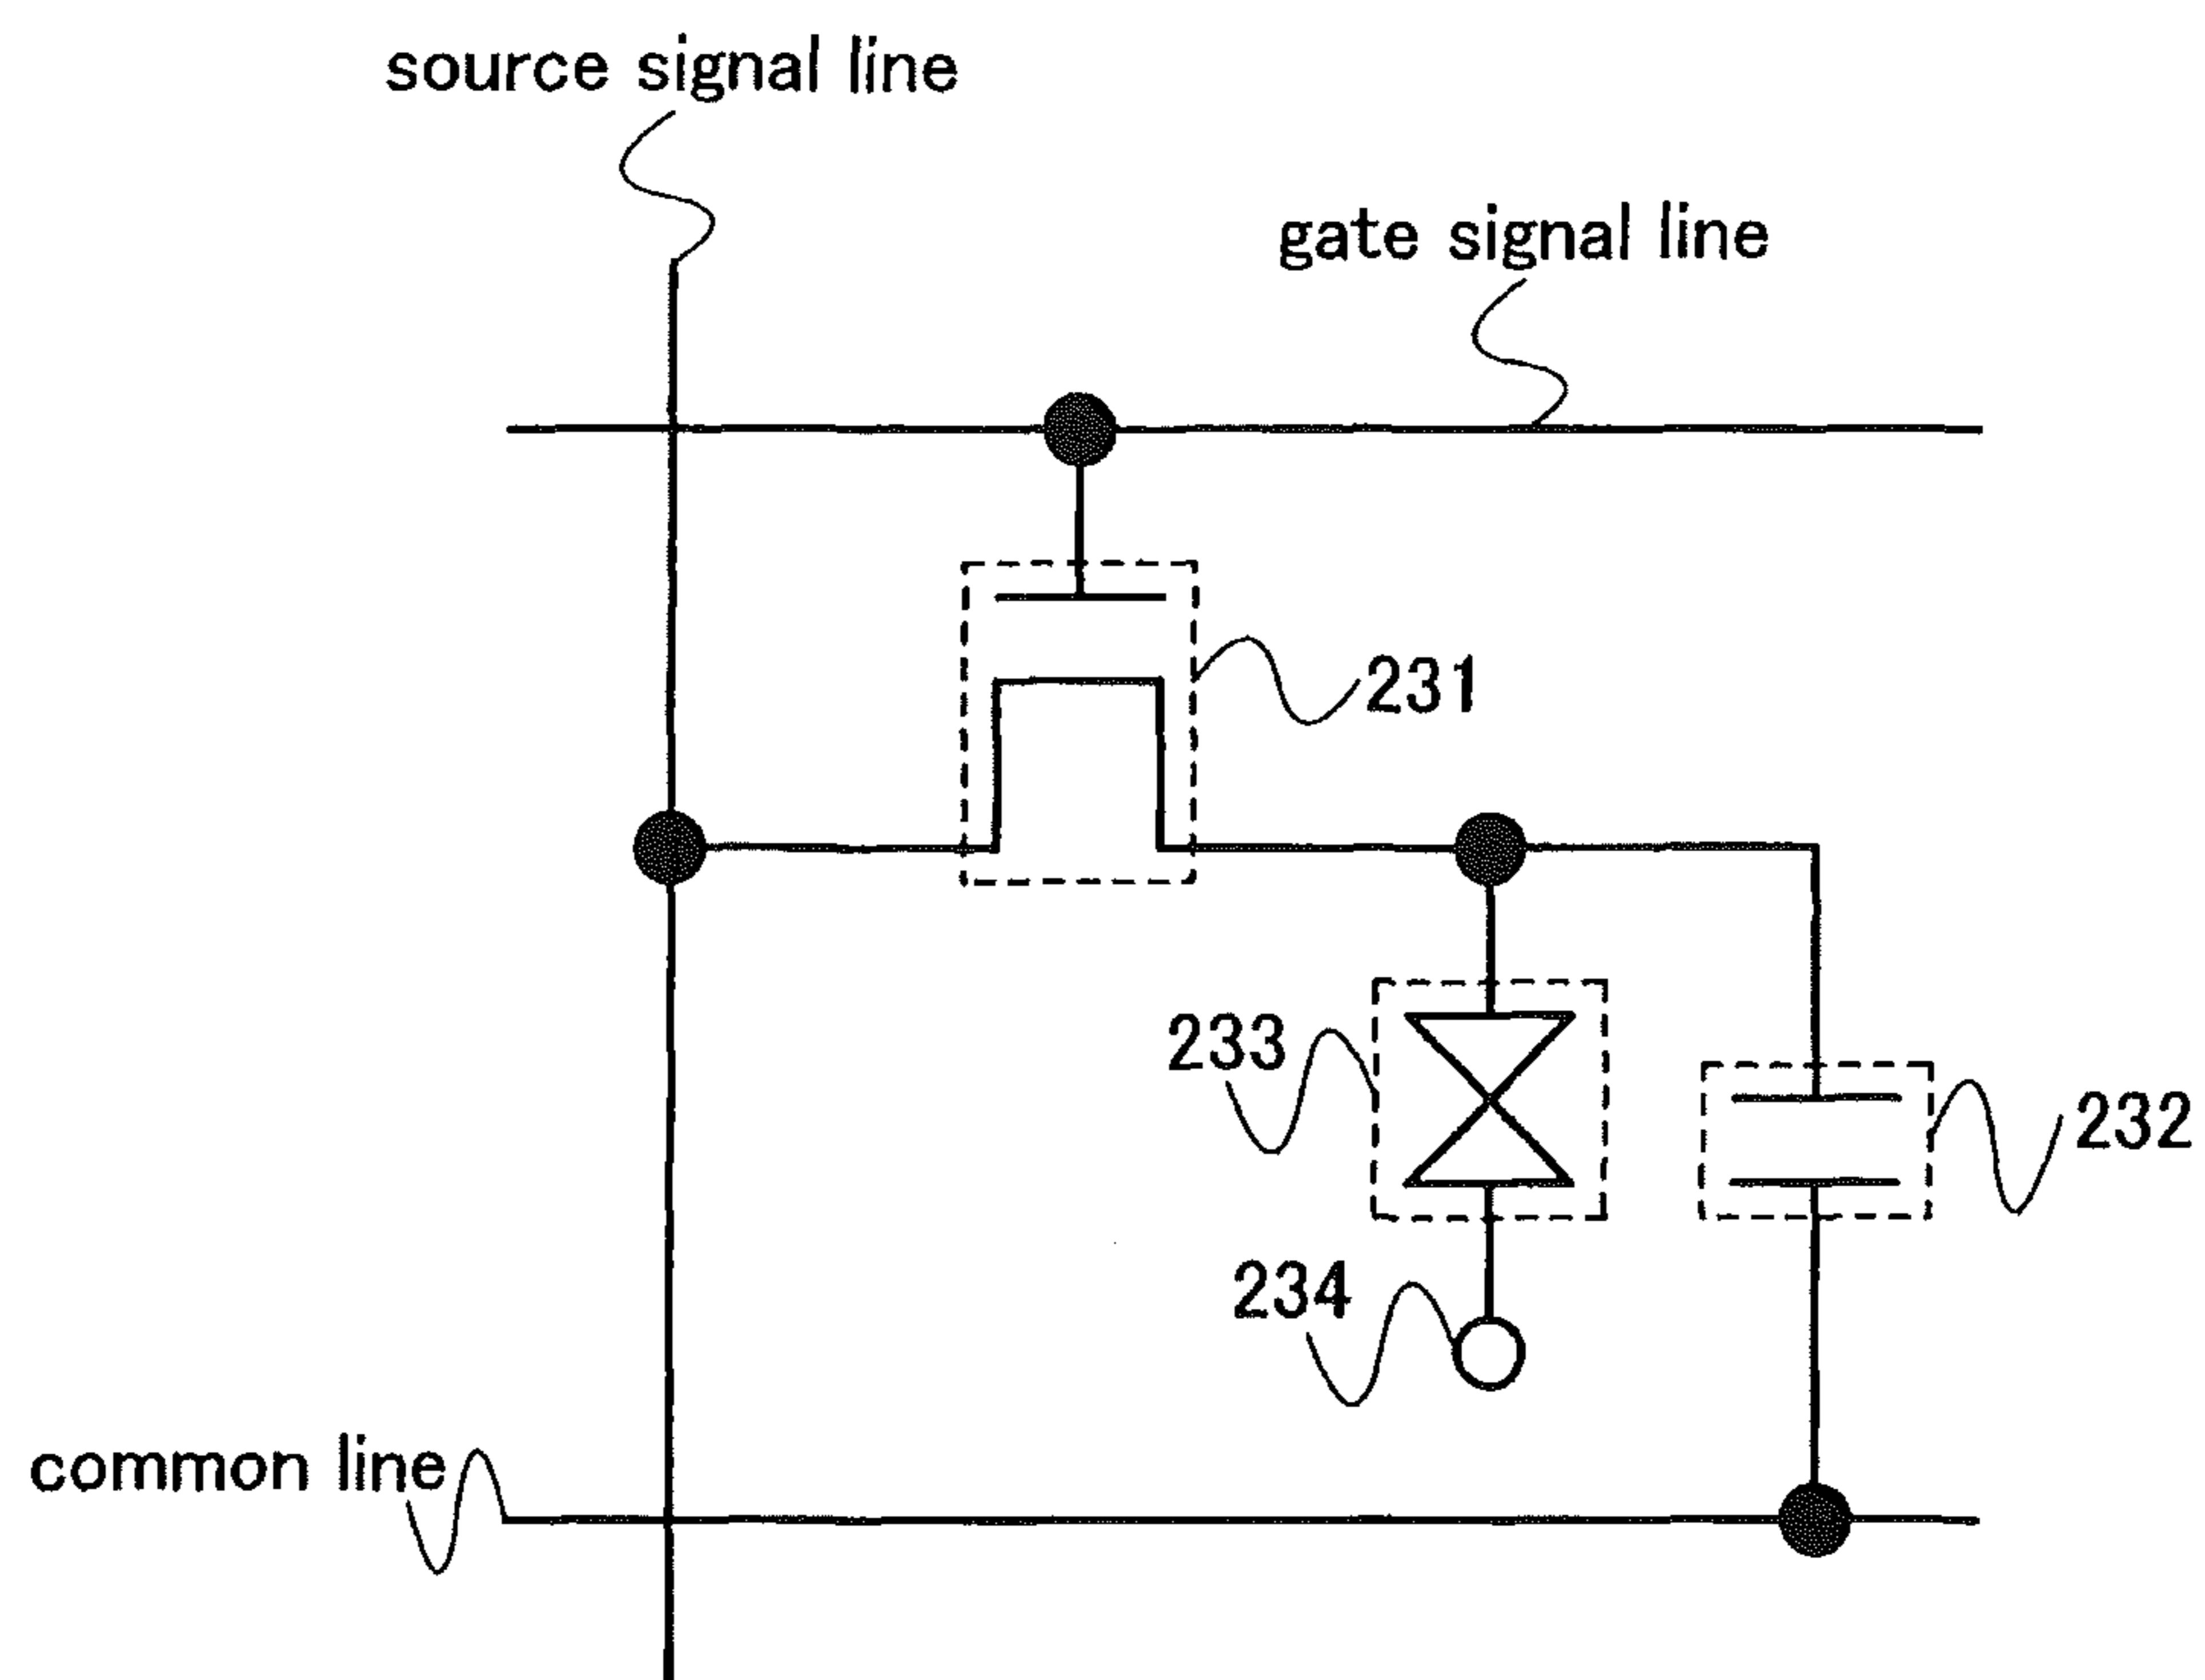 source signal line
gate signal line
231
233
232
234
common line